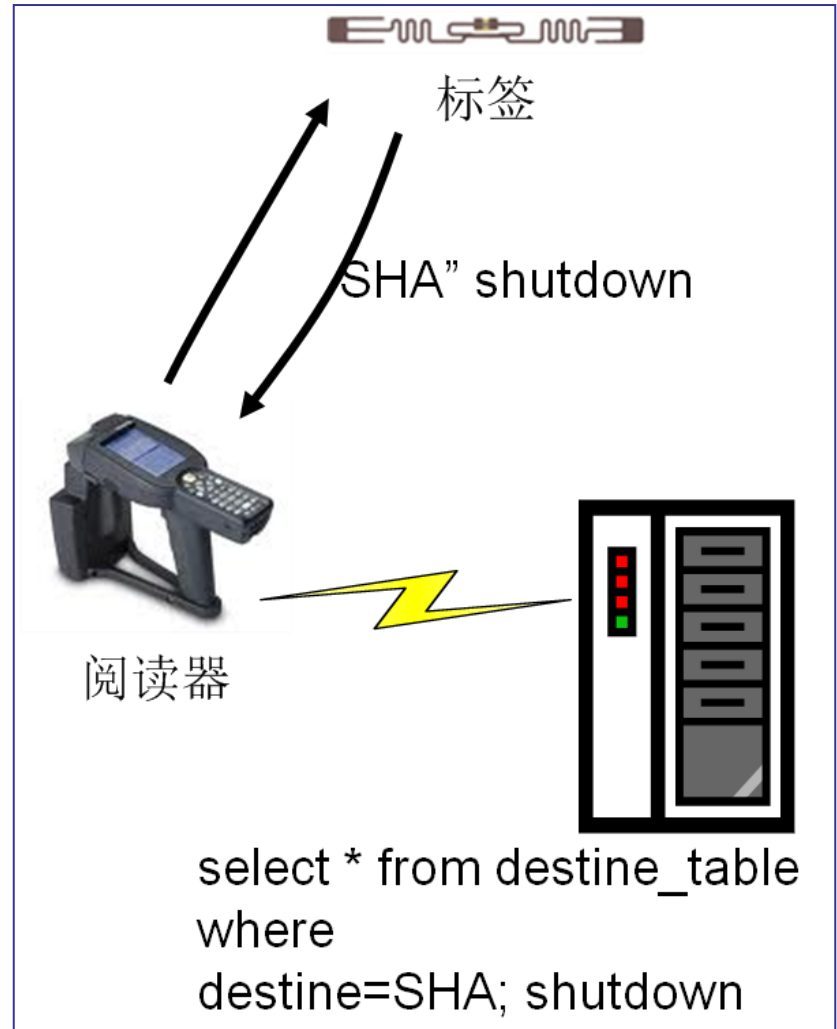 标签
SHA” shutdown
阅读器
select * from destine_table
where
destine=SHA; shutdown